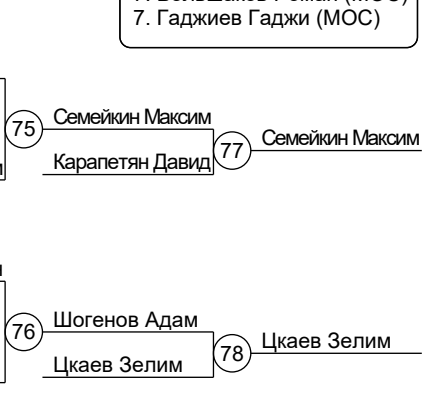 7. Гаджиев Гаджи (МОС)
75
Семейкин Максим
Карапетян Давид
77
Семейкин Максим
76
Шогенов Адам
Цкаев Зелим
78
Цкаев Зелим